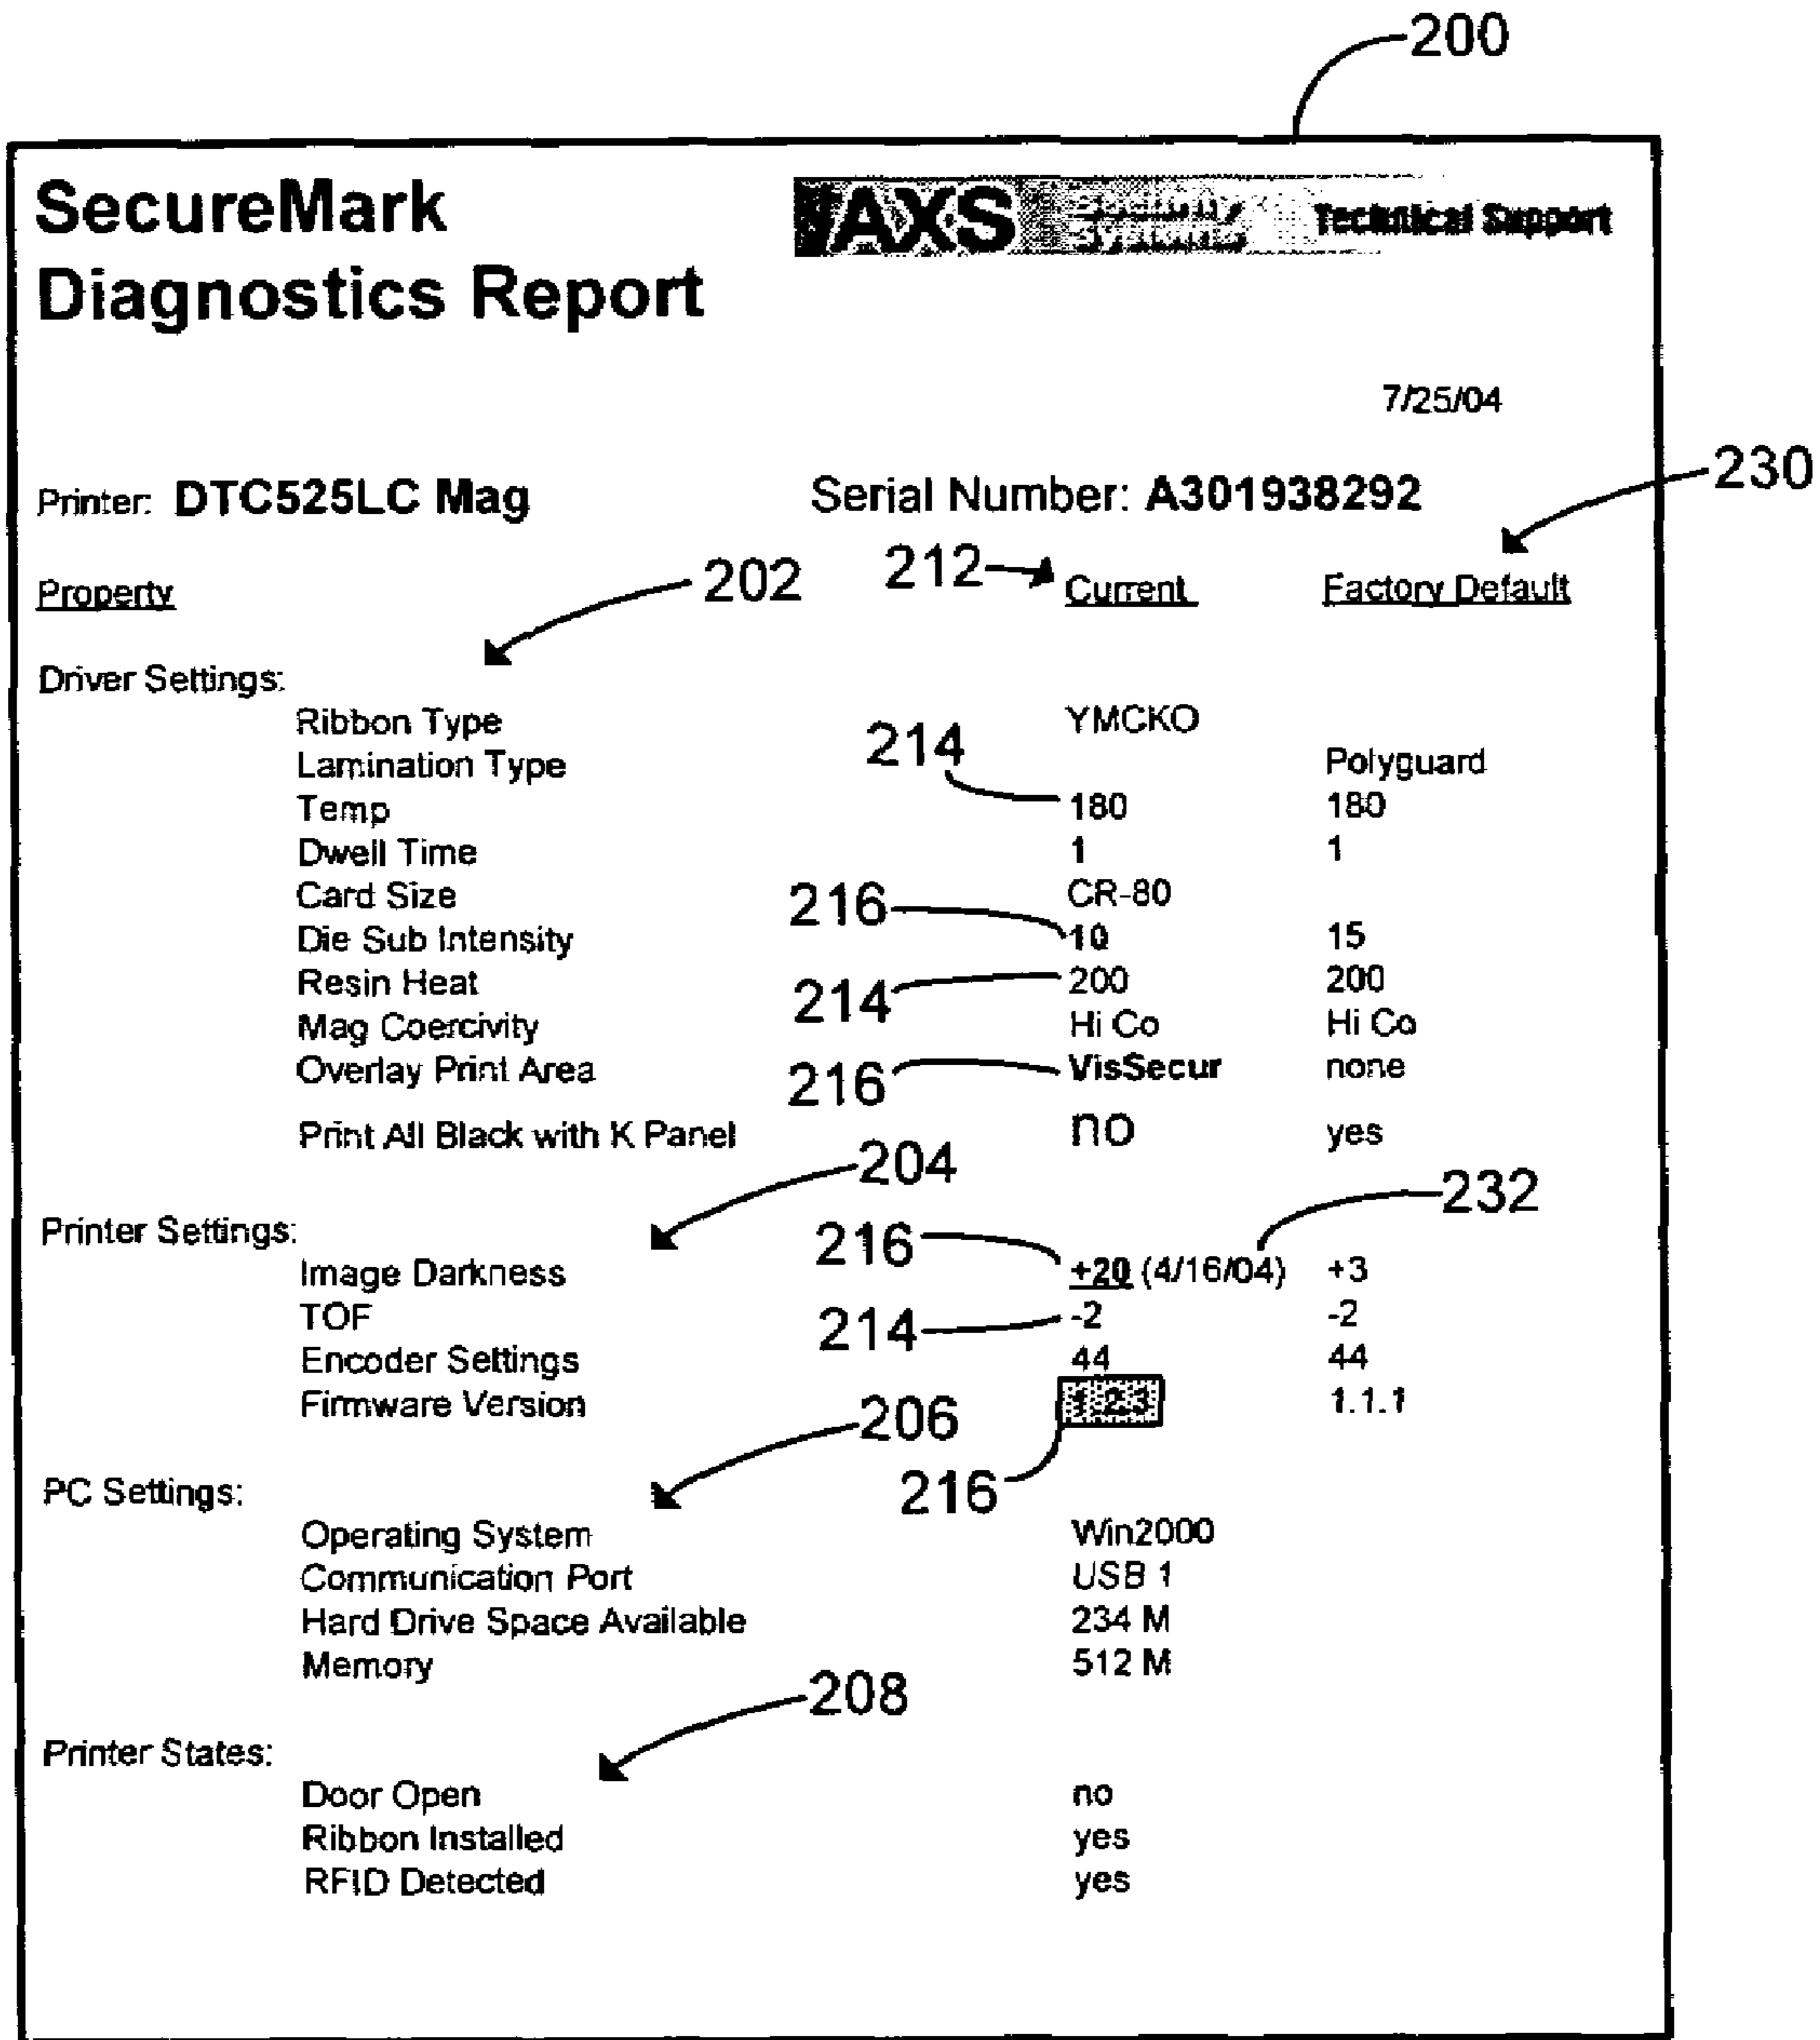 200
SecureMark
Diagnostics Report
AXS Security Systems Technical Support
7/25/04
230
Printer: DTC525LC Mag Serial Number: A301938292
Property 202 212 Current Factory Default
Driver Settings:
Ribbon Type YMCKO
214
Lamination Type Polyguard
Temp 180 180
Dwell Time 1 1
Card Size CR-80
216
Die Sub Intensity 10 15
Resin Heat 200 200
214
Mag Coercivity Hi Co Hi Co
Overlay Print Area VisSecur none
216
Print All Black with K Panel no yes
204
232
Printer Settings:
216
Image Darkness +20 (4/16/04) +3
TOF -2 -2
214
Encoder Settings 44 44
Firmware Version 1.2.3 1.1.1
206
PC Settings:
216
Operating System Win2000
Communication Port USB 1
Hard Drive Space Available 234 M
Memory 512 M
208
Printer States:
Door Open no
Ribbon Installed yes
RFID Detected yes